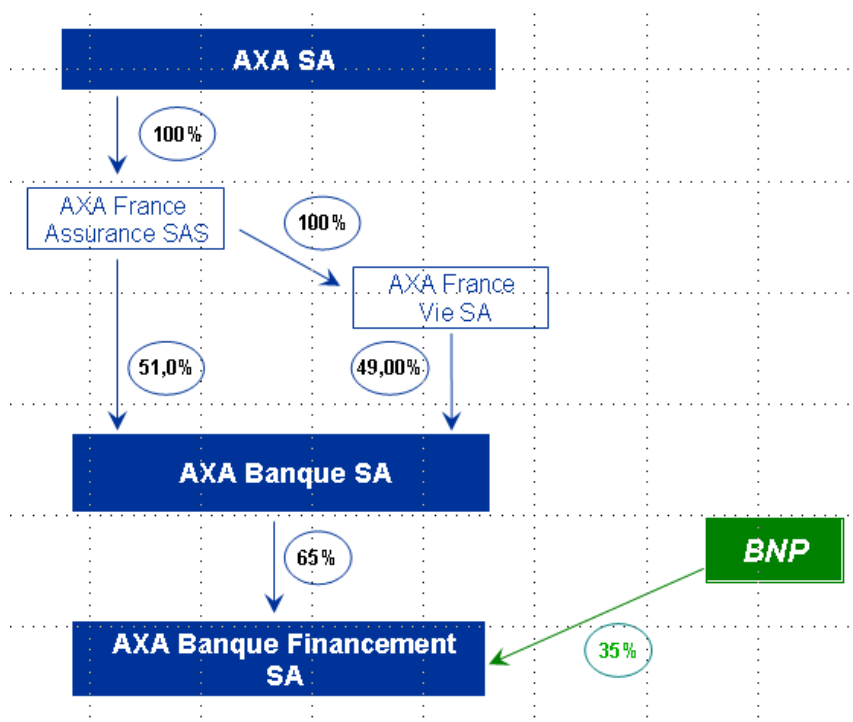 AXA SA
100%
AXA France
Assurance SAS
100%
AXA France
Vie SA
51,0%
49,00%
AXA Banque SA
65%
BNP
AXA Banque Financement
SA
35%